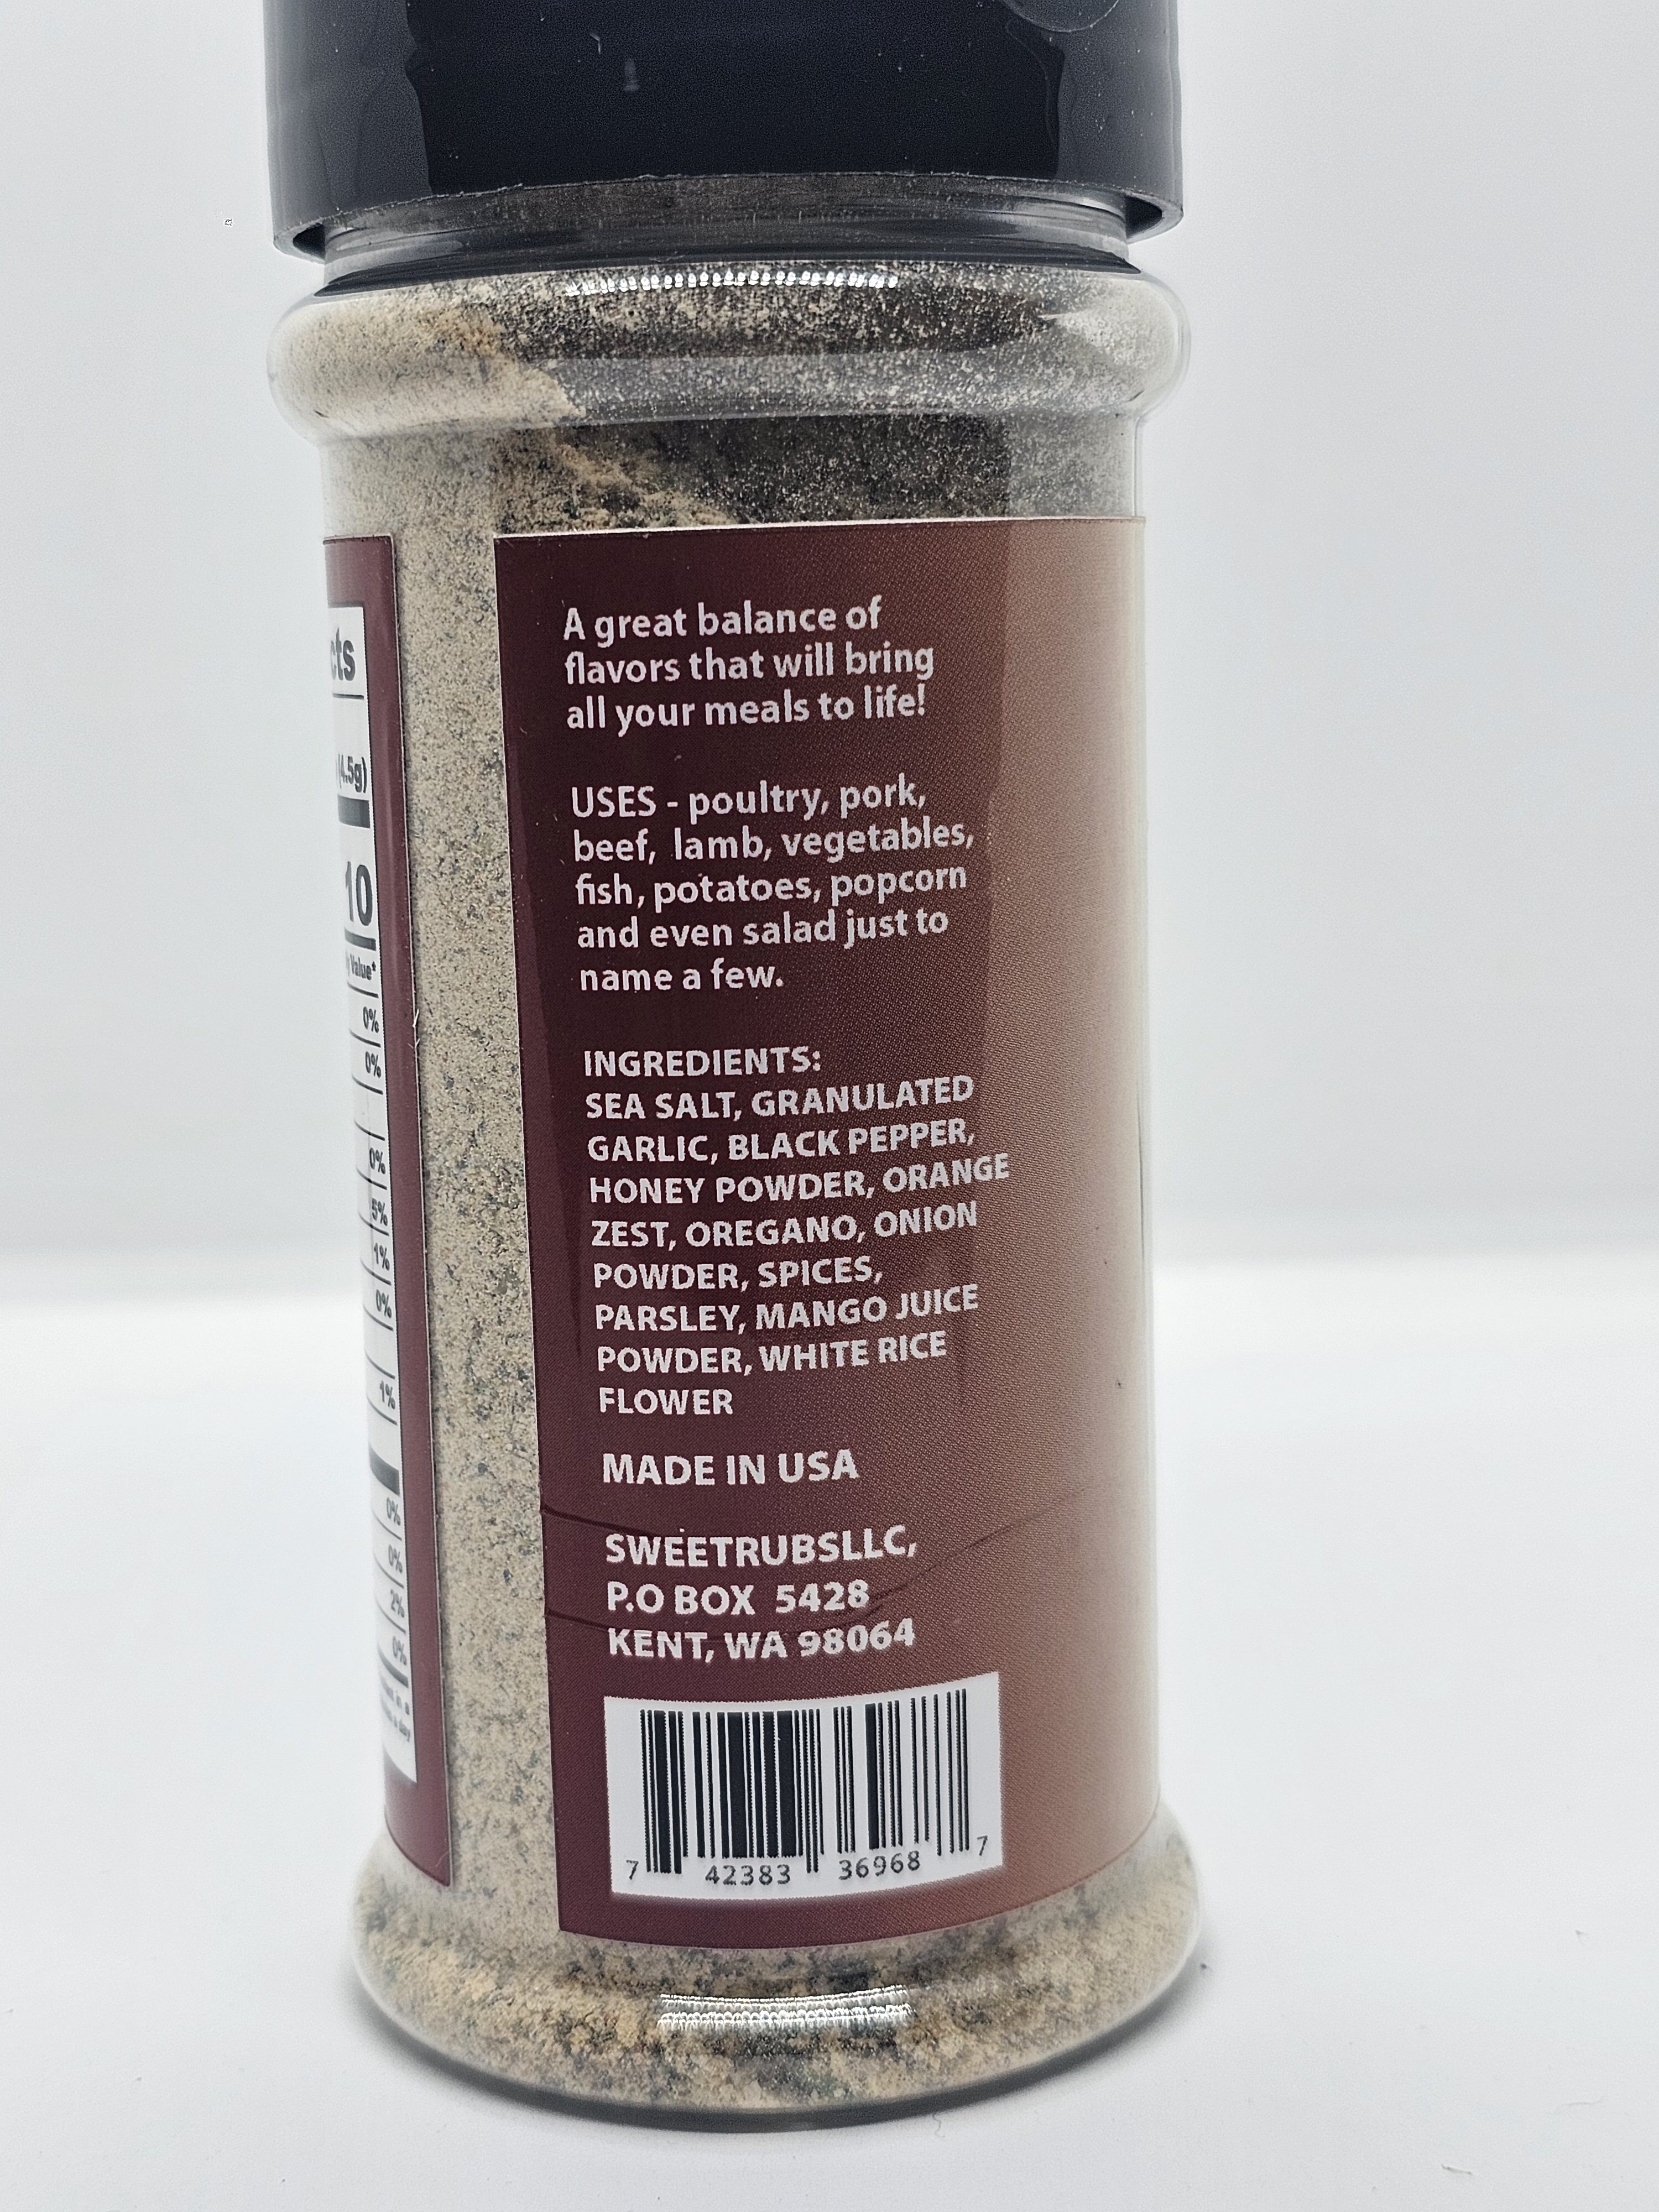 cts
(4.5g)
10
Value*
0%
0%
0%
5%
1%
0%
1%
0%
0%
2%
0%
A great balance of
flavors that will bring
all your meals to life!
USES - poultry, pork,
beef, lamb, vegetables,
fish, potatoes, popcorn
and even salad just to
name a few.
INGREDIENTS:
SEA SALT, GRANULATED
GARLIC, BLACK PEPPER,
HONEY POWDER, ORANGE
ZEST, OREGANO, ONION
POWDER, SPICES,
PARSLEY, MANGO JUICE
POWDER, WHITE RICE
FLOWER
MADE IN USA
SWEETRUBSLLC,
P.O BOX 5428
KENT, WA 98064
7 42383 36968 7